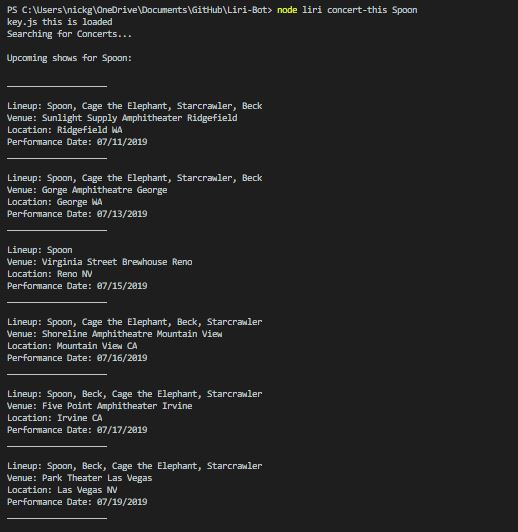 PS C:\Users\nickg\OneDrive\Documents\GitHub\Liri-Bot> node liri concert-this Spoon
key.js this is loaded
Searching for Concerts...
Upcoming shows for Spoon:
____________________
Lineup: Spoon, Cage the Elephant, Starcrawler, Beck
Venue: Sunlight Supply Amphitheater Ridgefield
Location: Ridgefield WA
Performance Date: 07/11/2019
____________________
Lineup: Spoon, Cage the Elephant, Starcrawler, Beck
Venue: Gorge Amphitheatre George
Location: George WA
Performance Date: 07/13/2019
____________________
Lineup: Spoon
Venue: Virginia Street Brewhouse Reno
Location: Reno NV
Performance Date: 07/15/2019
____________________
Lineup: Spoon, Cage the Elephant, Beck, Starcrawler
Venue: Shoreline Amphitheatre Mountain View
Location: Mountain View CA
Performance Date: 07/16/2019
____________________
Lineup: Spoon, Beck, Cage the Elephant, Starcrawler
Venue: Five Point Amphitheater Irvine
Location: Irvine CA
Performance Date: 07/17/2019
____________________
Lineup: Spoon, Beck, Cage the Elephant, Starcrawler
Venue: Park Theater Las Vegas
Location: Las Vegas NV
Performance Date: 07/19/2019
____________________